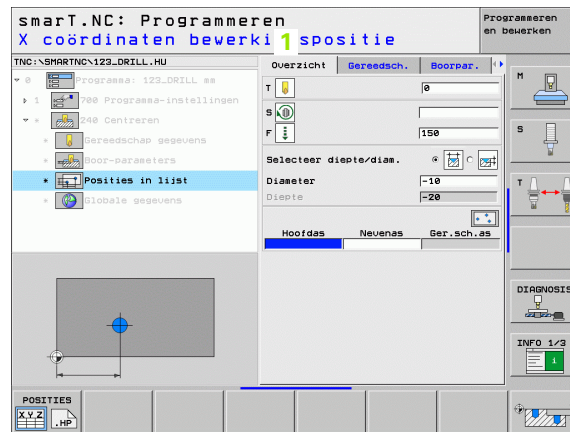 smarT.NC: Programmeren
X coördinaten bewerki 1 spositie
Programmeren
en bewerken
TNC:\SMARTNC\123_DRILL.HU
0 Programma: 123_DRILL mm
1 700 Programma-instellingen
* 240 Centreren
* Gereedschap gegevens
* Boor-parameters
* Posities in lijst
* Globale gegevens
Overzicht Gereedsch. Boorpar.
T 0
S
F 150
Selecteer diepte/diam.
Diameter -10
Diepte -20
Hoofdas Nevenas Ger.sch.as
M
S
T
DIAGNOSIS
INFO 1/3
i
POSITIES
X,Y,Z .HP